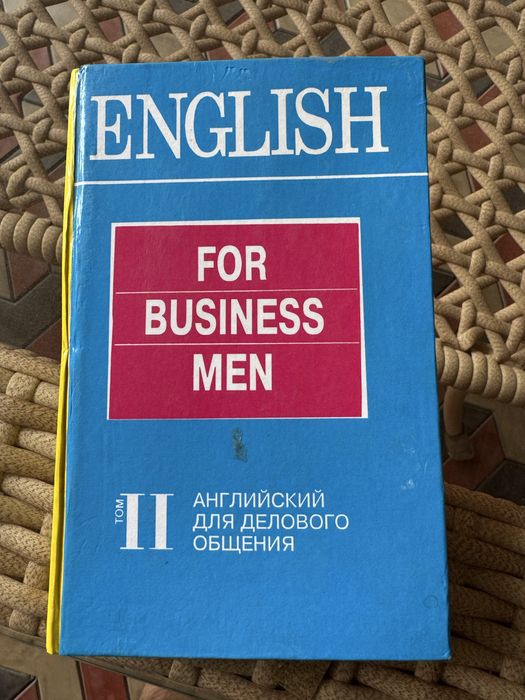 ENGLISH
FOR
BUSINESS
MEN
ТОМ II
АНГЛИЙСКИЙ
ДЛЯ ДЕЛОВОГО
ОБЩЕНИЯ